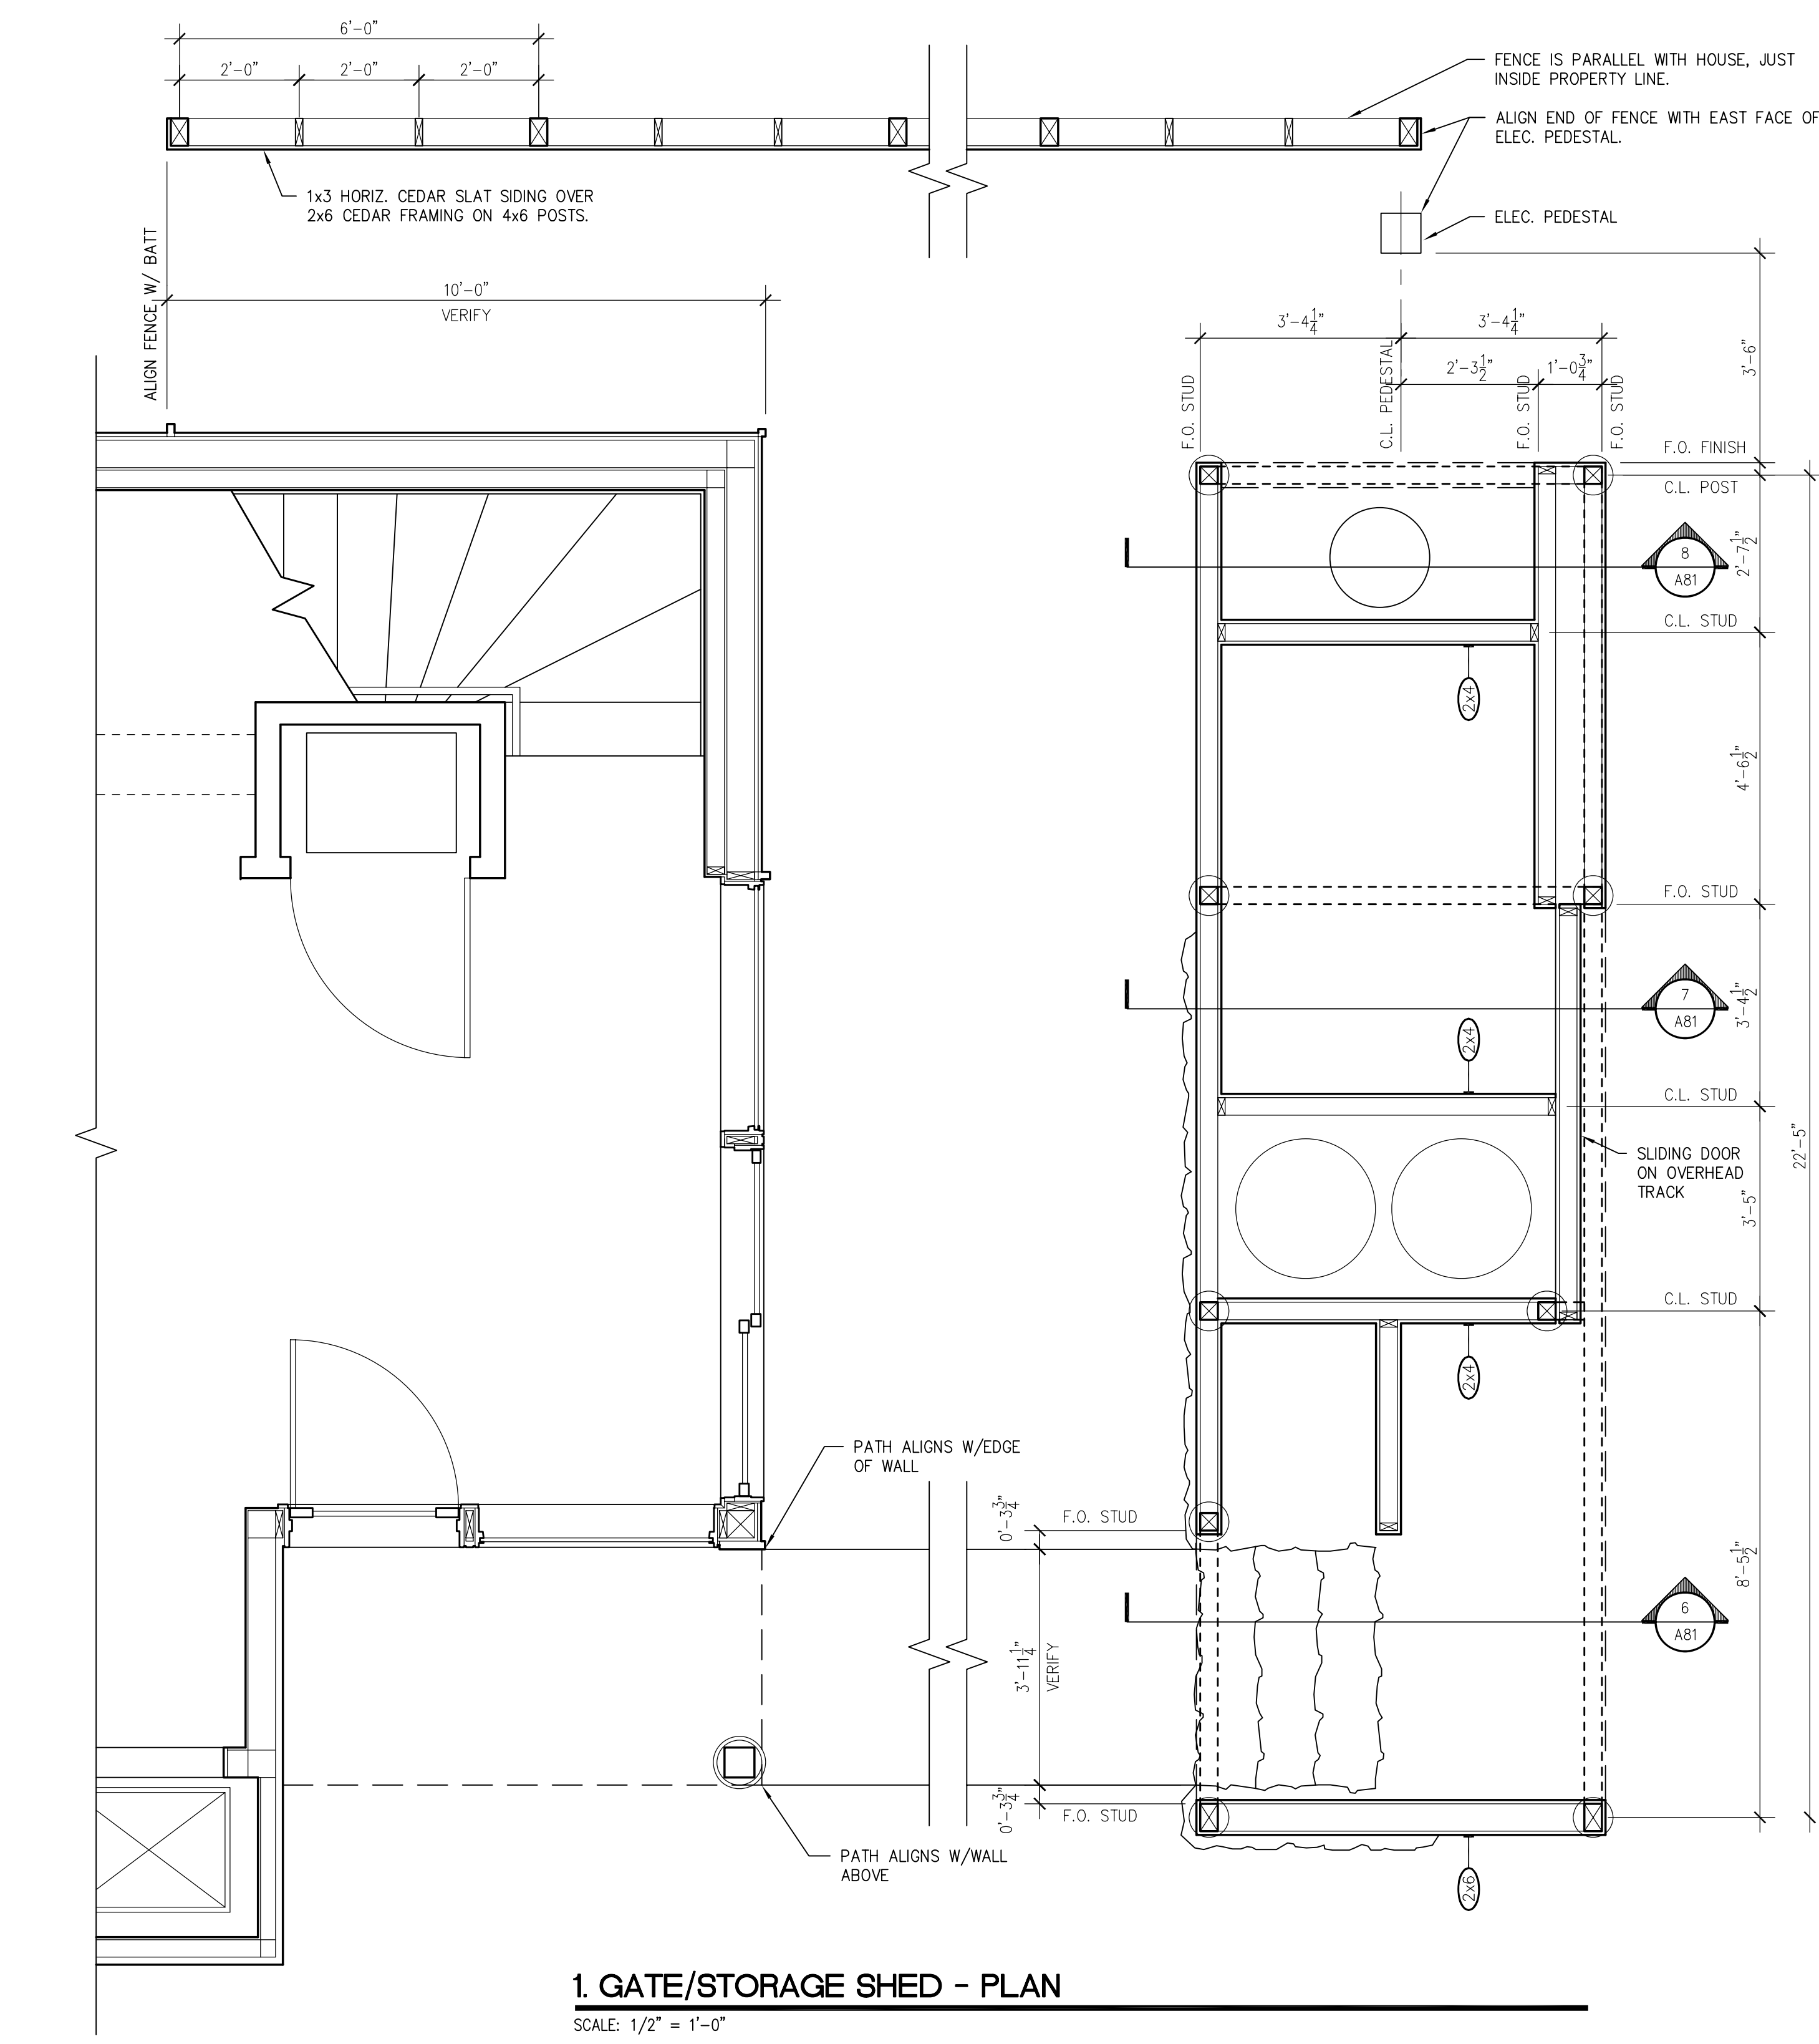 6'-0"
2'-0" 2'-0" 2'-0"
FENCE IS PARALLEL WITH HOUSE, JUST
INSIDE PROPERTY LINE.
ALIGN END OF FENCE WITH EAST FACE OF
ELEC. PEDESTAL.
1x3 HORIZ. CEDAR SLAT SIDING OVER
2x6 CEDAR FRAMING ON 4x6 POSTS.
ELEC. PEDESTAL
ALIGN FENCE W/ BATT
10'-0"
VERIFY
3'-4 1/4" 3'-4 1/4"
2'-3 1/2" 1'-0 3/4"
3'-6"
F.O. STUD
C.L. PEDESTAL
F.O. STUD
F.O. STUD
F.O. FINISH
C.L. POST
8
A81
2'-7 1/2"
C.L. STUD
2x4
4'-6 1/2"
F.O. STUD
7
A81
3'-4 1/2"
2x4
C.L. STUD
22'-5"
SLIDING DOOR
ON OVERHEAD
TRACK
3'-5"
C.L. STUD
2x4
PATH ALIGNS W/EDGE
OF WALL
0'-3 3/4"
F.O. STUD
8'-5 1/2"
6
A81
3'-11 1/4"
VERIFY
0'-3 3/4"
F.O. STUD
PATH ALIGNS W/WALL
ABOVE
2x6
1. GATE/STORAGE SHED - PLAN
SCALE: 1/2" = 1'-0"